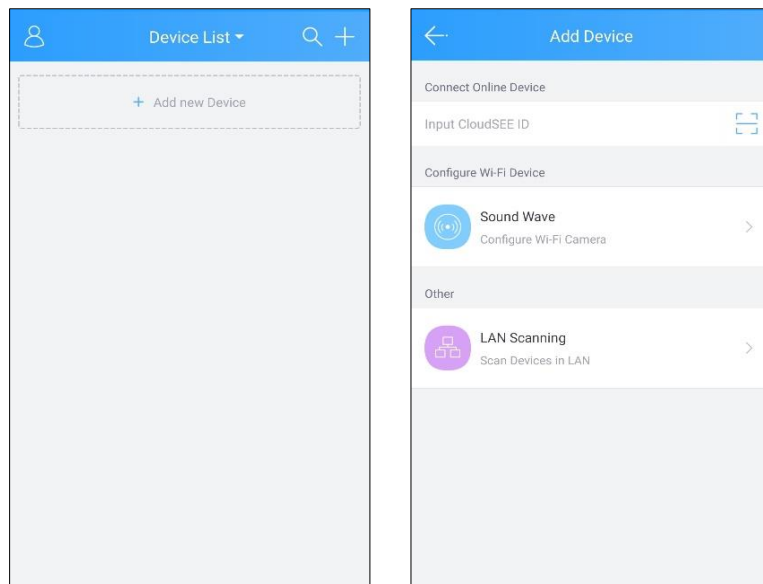 Device List
+ Add new Device
Add Device
Connect Online Device
Input CloudSEE ID
Configure Wi-Fi Device
Sound Wave
Configure Wi-Fi Camera
Other
LAN Scanning
Scan Devices in LAN